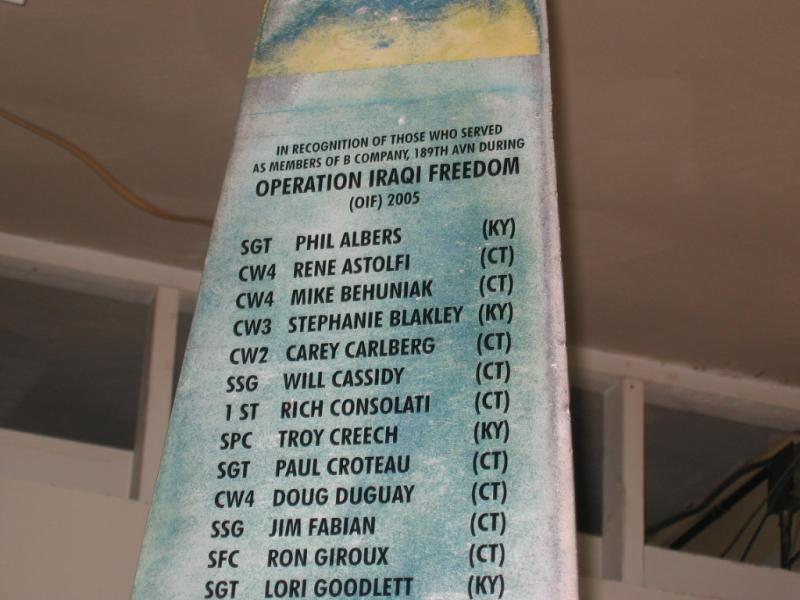 IN RECOGNITION OF THOSE WHO SERVED
AS MEMBERS OF B COMPANY, 189TH AVN DURING
OPERATION IRAQI FREEDOM
(OIF) 2005
SGT PHIL ALBERS (KY)
CW4 RENE ASTOLFI (CT)
CW4 MIKE BEHUNIAK (CT)
CW3 STEPHANIE BLAKLEY (KY)
CW2 CAREY CARLBERG (CT)
SSG WILL CASSIDY (CT)
1 ST RICH CONSOLATI (CT)
SPC TROY CREECH (KY)
SGT PAUL CROTEAU (CT)
CW4 DOUG DUGUAY (CT)
SSG JIM FABIAN (CT)
SFC RON GIROUX (CT)
SGT LORI GOODLETT (KY)